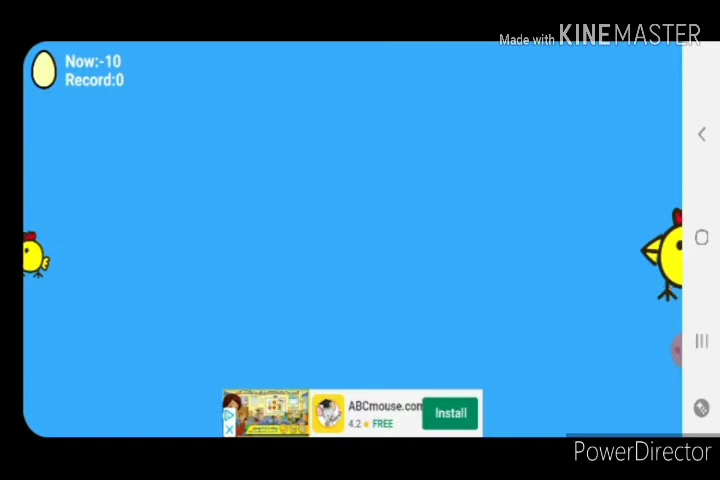 Made with KINEMASTER
Now:-10
Record:0
ABCmouse.com
4.2 ★ FREE
Install
PowerDirector